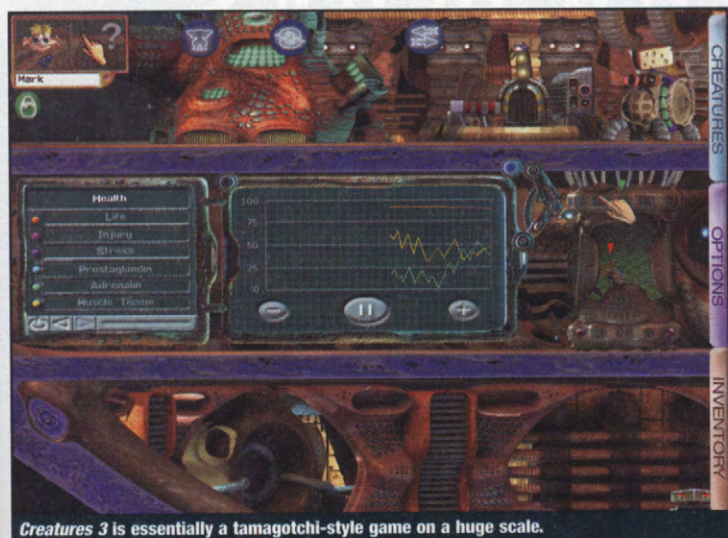 ?
Mark
CREATURES
Health
Life
Injury
Stress
Prostaglandin
Adrenalin
Muscle Tissue
100
75
50
25
0
OPTIONS
INVENTORY
Creatures 3 is essentially a tamagotchi-style game on a huge scale.